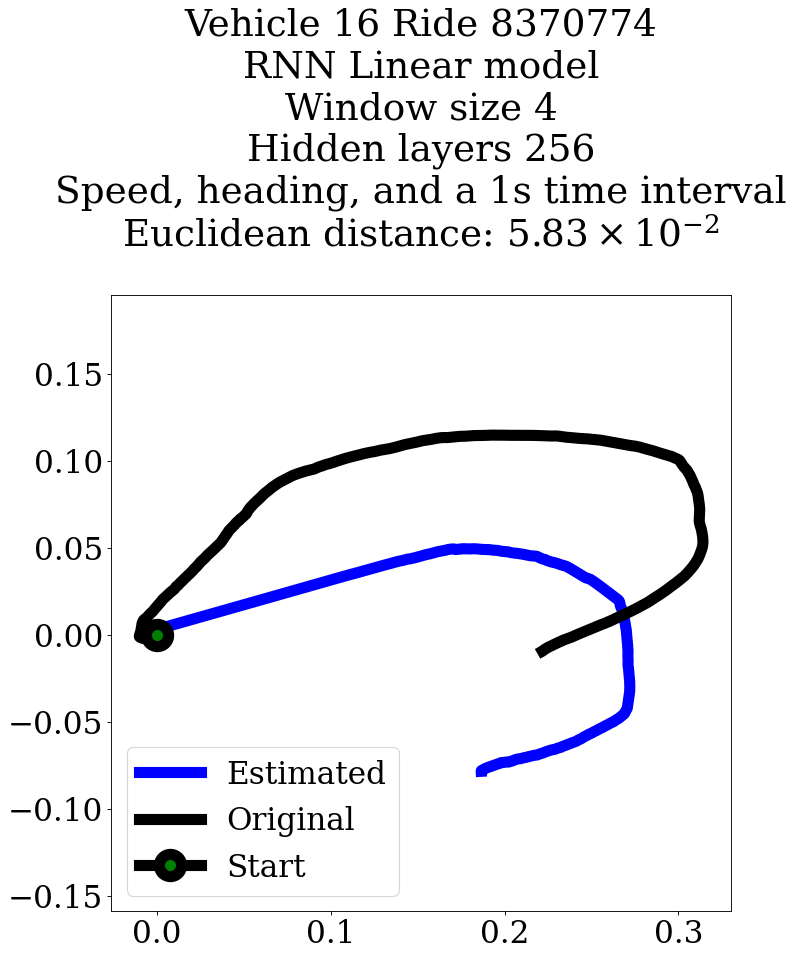 Vehicle 16 Ride 8370774
RNN Linear model
Window size 4
Hidden layers 256
Speed, heading, and a 1s time interval
Euclidean distance: 5.83 × 10⁻²
0.15
0.10
0.05
0.00
−0.05
−0.10
−0.15
Estimated
Original
Start
0.0 0.1 0.2 0.3